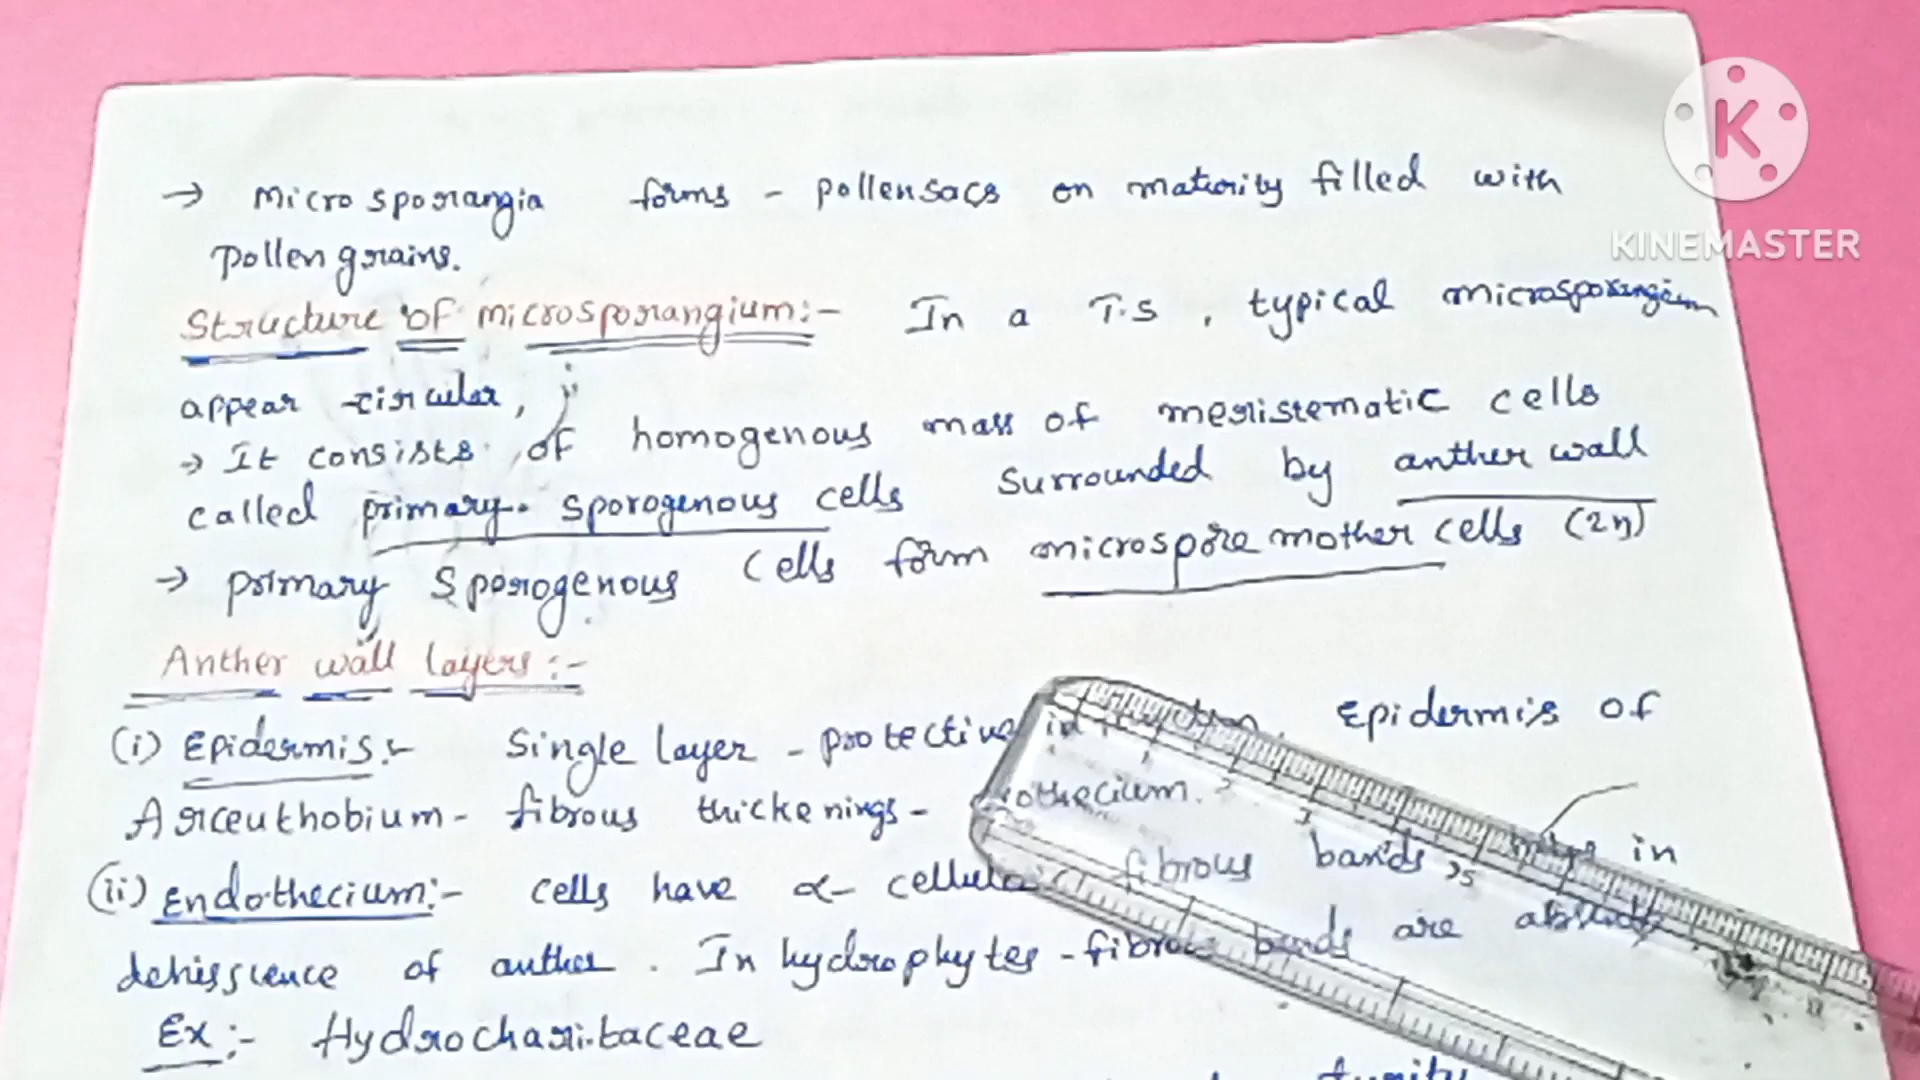 → Microsporangia forms - pollensacs on maturity filled with
Pollen grains.
Structure of microsporangium:- In a T.S, typical microsporangium
appear circular,
→ It consists of homogenous mass of meristematic cells
called primary sporogenous cells surrounded by anther wall
→ primary sporogenous cells form microspore mother cells (2n)
Anther wall layers:-
(i) Epidermis:- Single layer - protective Epidermis of
Arceuthobium - fibrous thickenings -
(ii) Endothecium:- cells have α- fibrous bands, in
dehisscence of anther. In hydrophytes - fibrous bands are
Ex:- Hydrocharitaceae
KINEMASTER